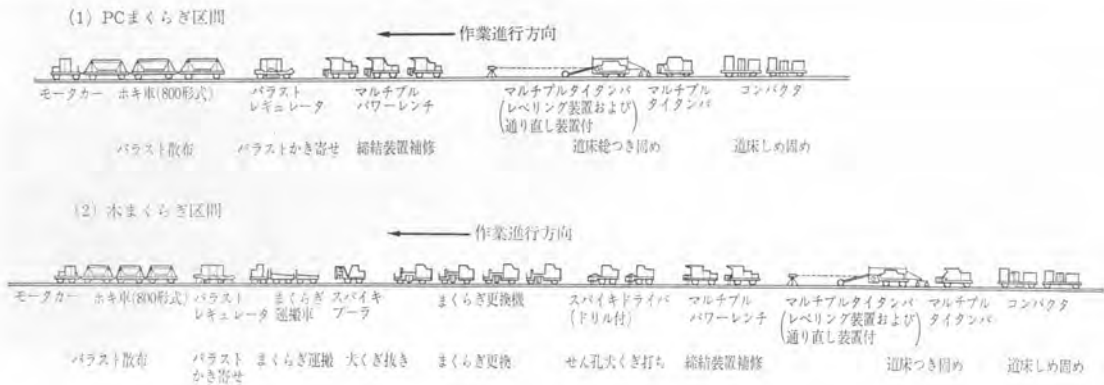 (1) PCまくらぎ区間
作業進行方向
モータカー
ホキ車(800形式)
バラスト
レギュレータ
マルチプル
パワーレンチ
マルチプルタイタンパ
(レベリング装置および
通り直し装置付)
マルチプル
タイタンパ
コンパクタ
バラスト散布
バラストかき寄せ
締結装置補修
道床総つき固め
道床しめ固め
(2) 木まくらぎ区間
作業進行方向
モータカー
ホキ車(800形式)
バラスト
レギュレータ
まくらぎ
運搬車
スパイキ
プーラ
まくらぎ更換機
スパイキドライバ
(ドリル付)
マルチプル
パワーレンチ
マルチプルタイタンパ
(レベリング装置および
通り直し装置付)
マルチプル
タイタンパ
コンパクタ
バラスト散布
バラスト
かき寄せ
まくらぎ運搬
犬くぎ抜き
まくらぎ更換
せん孔犬くぎ打ち
締結装置補修
道床つき固め
道床しめ固め